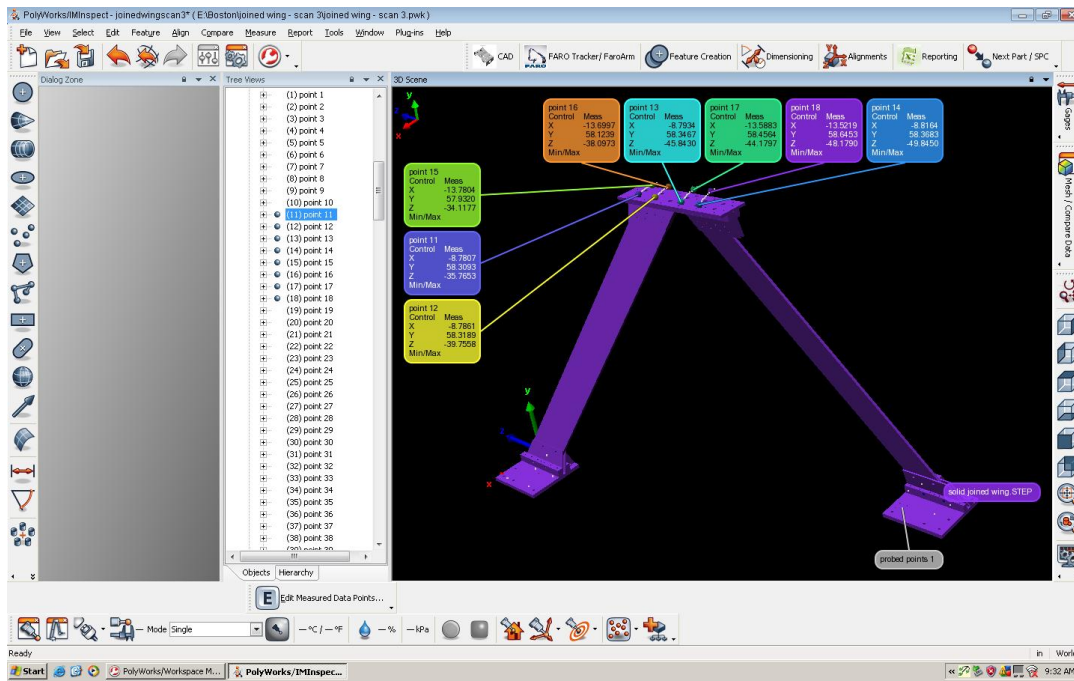 PolyWorks/IMInspect - joinedwingscan3* ( E:\Boston\joined wing - scan 3\joined wing - scan 3.pwk )
File View Select Edit Feature Align Compare Measure Report Tools Window Plug-ins Help
CAD FARO FARO Tracker/ FaroArm Feature Creation Dimensioning Alignments Reporting Next Part / SPC
Dialog Zone
Tree Views
(1) point 1
(2) point 2
(3) point 3
(4) point 4
(5) point 5
(6) point 6
(7) point 7
(8) point 8
(9) point 9
(10) point 10
(11) point 11
(12) point 12
(13) point 13
(14) point 14
(15) point 15
(16) point 16
(17) point 17
(18) point 18
(19) point 19
(20) point 20
(21) point 21
(22) point 22
(23) point 23
(24) point 24
(25) point 25
(26) point 26
(27) point 27
(28) point 28
(29) point 29
(30) point 30
(31) point 31
(32) point 32
(33) point 33
(34) point 34
(35) point 35
(36) point 36
(37) point 37
(38) point 38
(39) point 39
Objects Hierarchy
3D Scene
y
z
x
point 16
Control Meas
X -13.6997
Y 58.1239
Z -38.0973
Min/Max
point 13
Control Meas
X -8.7934
Y 58.3467
Z -45.8430
Min/Max
point 17
Control Meas
X -13.5883
Y 58.4564
Z -44.1797
Min/Max
point 18
Control Meas
X -13.5219
Y 58.6453
Z -48.1790
Min/Max
point 14
Control Meas
X -8.8164
Y 58.3683
Z -49.8450
Min/Max
point 15
Control Meas
X -13.7804
Y 57.9320
Z -34.1177
Min/Max
point 11
Control Meas
X -8.7807
Y 58.3093
Z -35.7653
Min/Max
point 12
Control Meas
X -8.7861
Y 58.3189
Z -39.7558
Min/Max
y
z
x
solid joined wing.STEP
probed points 1
Gages
Mesh / Compare Data
E Edit Measured Data Points...
Mode Single
—°C / —°F —% —kPa
Ready
in World
Start PolyWorks/Workspace M... PolyWorks/IMInspec... 9:32 AM